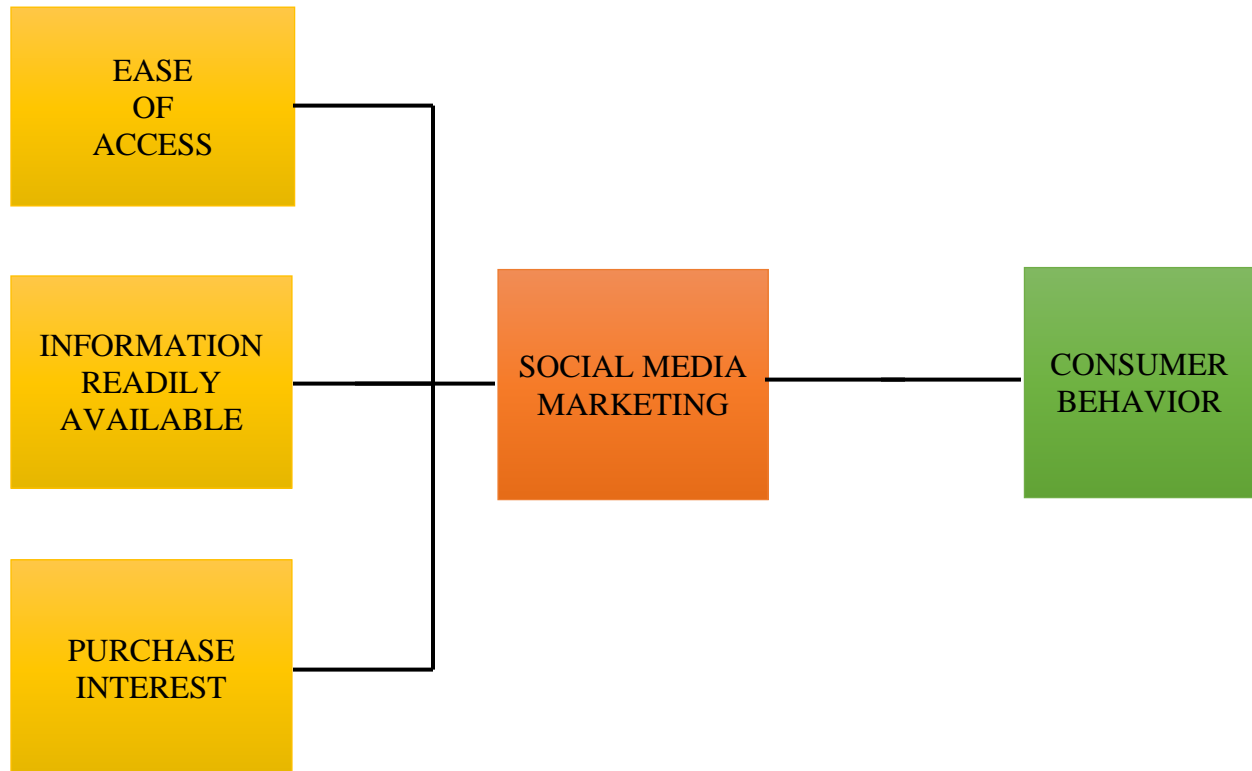 EASE
OF
ACCESS
INFORMATION
READILY
AVAILABLE
PURCHASE
INTEREST
SOCIAL MEDIA
MARKETING
CONSUMER
BEHAVIOR